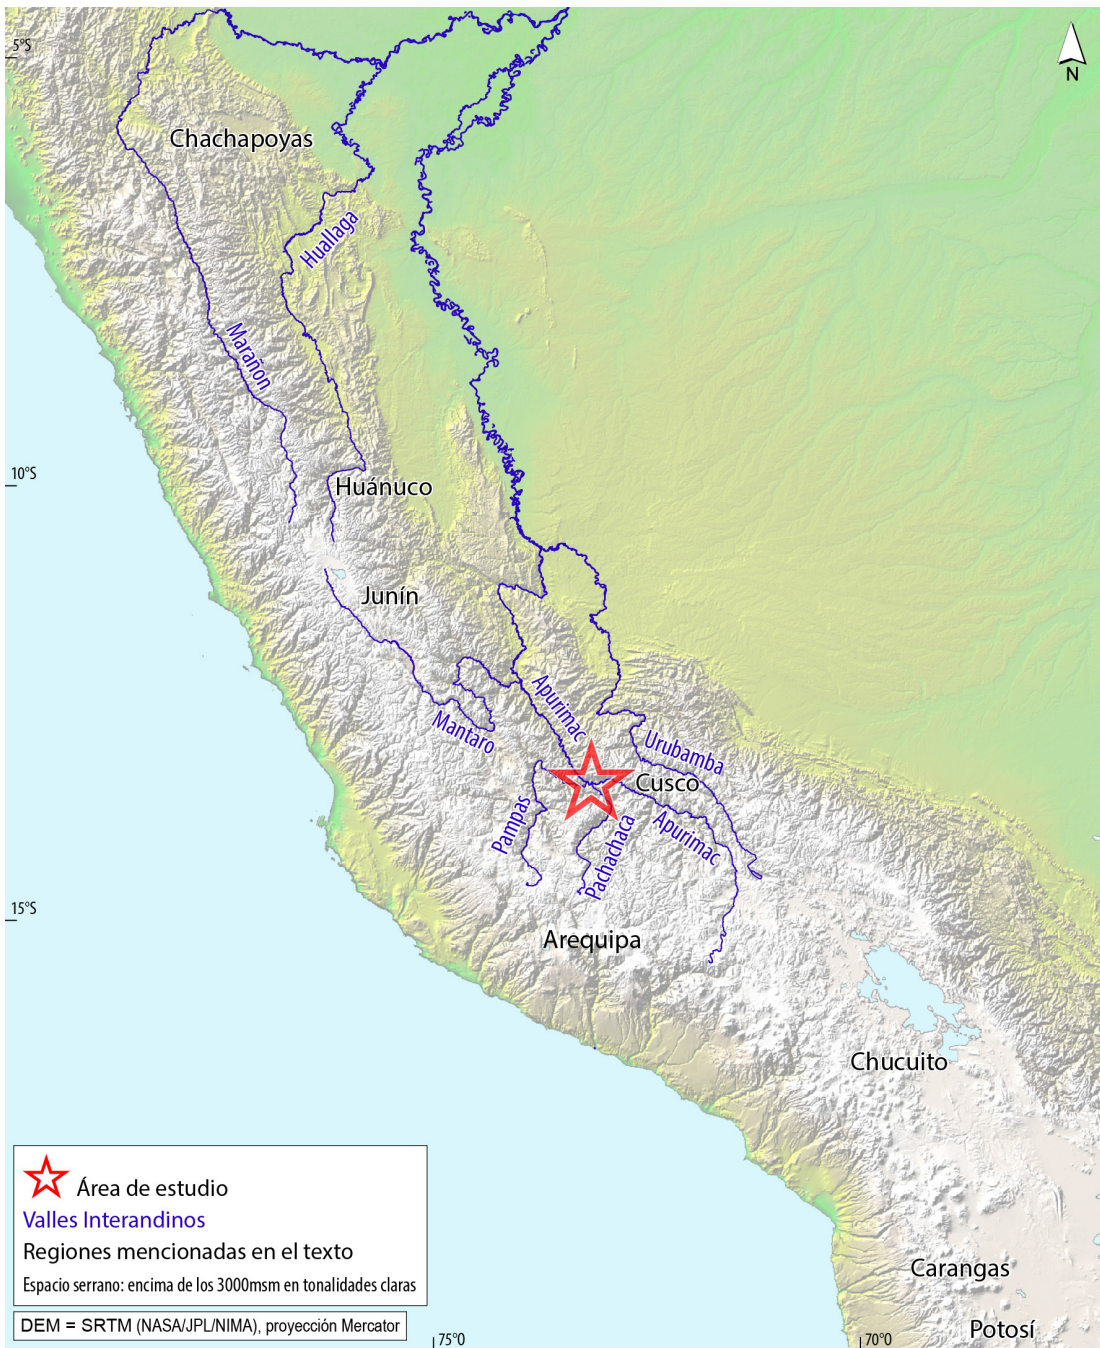 5°S
N
Chachapoyas
Huallaga
Marañon
10°S
Huánuco
Junín
Apurimac
Mantaro
Urubamba
Cusco
Pampas
Pachachaca
Apurimac
15°S
Arequipa
Chucuito
Área de estudio
Valles Interandinos
Regiones mencionadas en el texto
Espacio serrano: encima de los 3000msm en tonalidades claras
Carangas
DEM = SRTM (NASA/JPL/NIMA), proyección Mercator
Potosí
75°0
70°0